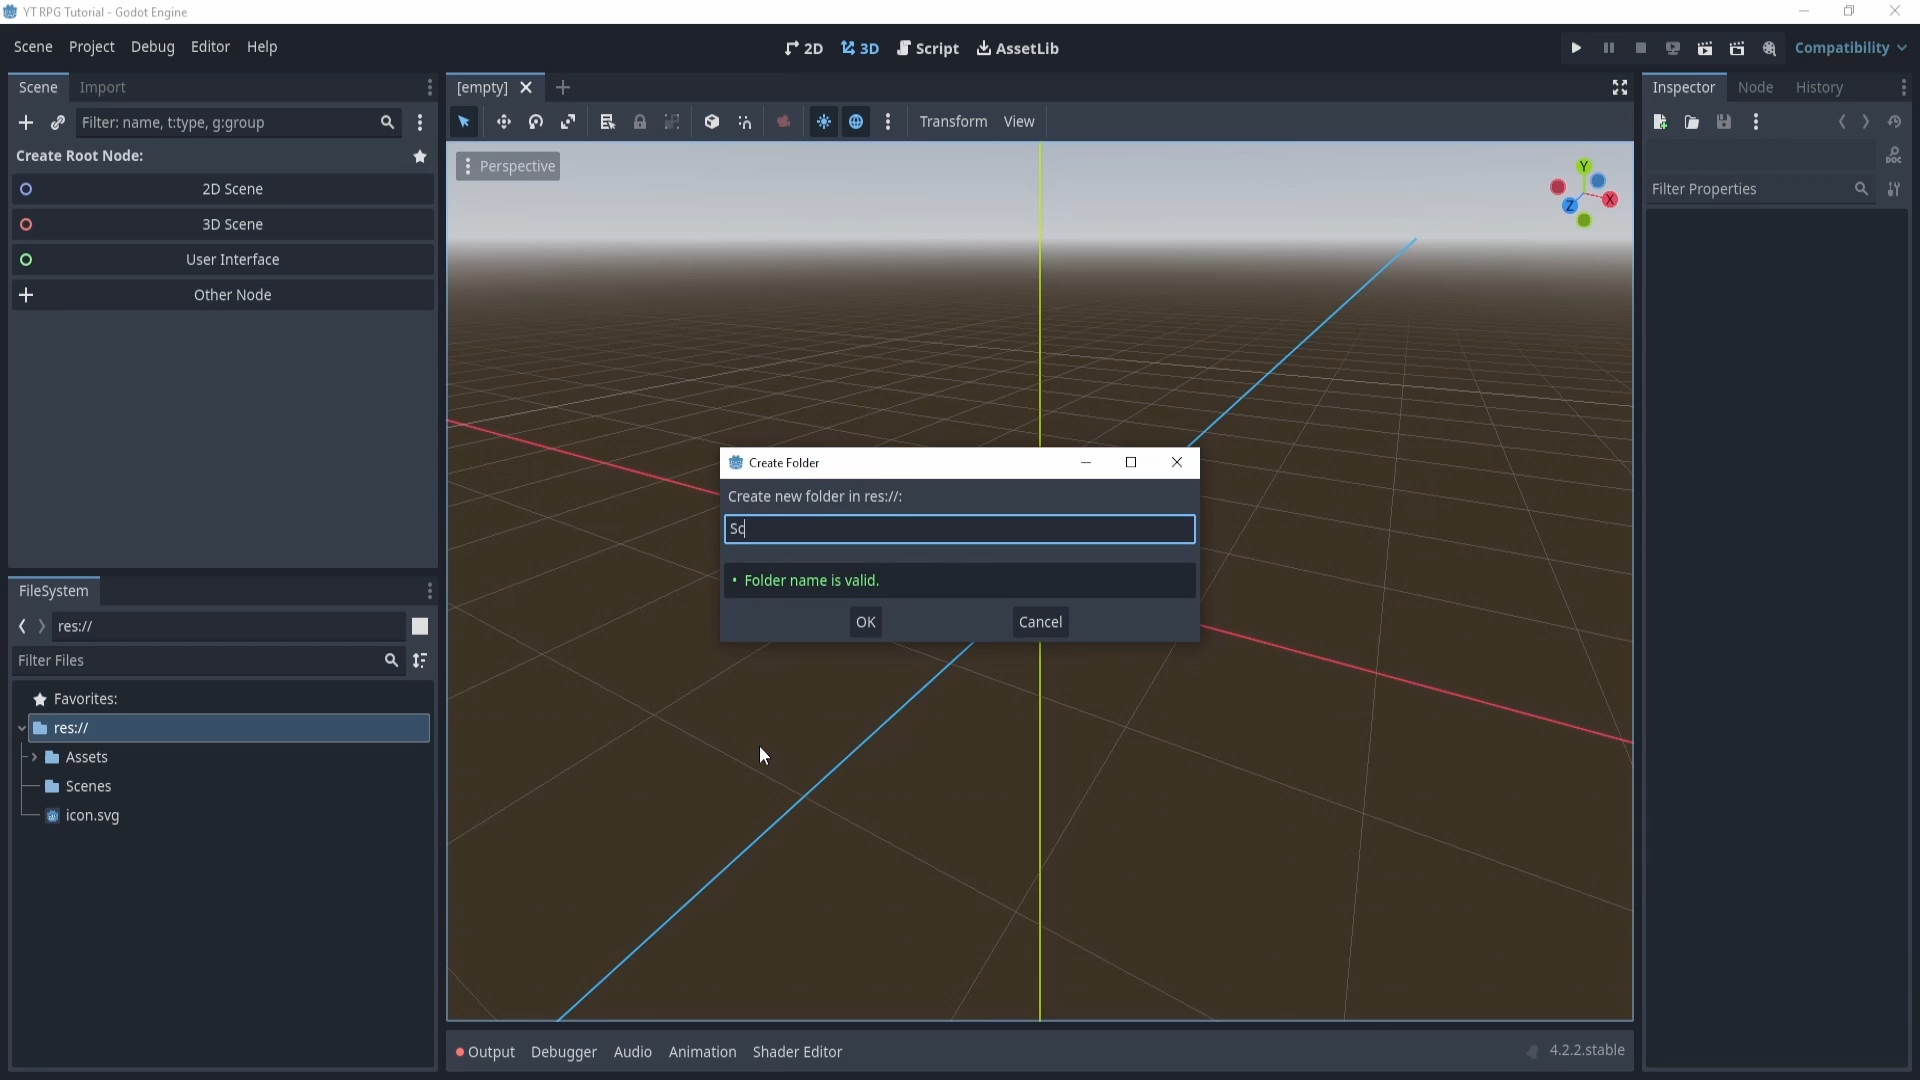 YT RPG Tutorial - Godot Engine
Scene Project Debug Editor Help
2D 3D Script AssetLib
Compatibility
Scene Import
Filter: name, t:type, g:group
Create Root Node:
2D Scene
3D Scene
User Interface
Other Node
[empty]
Transform View
Perspective
Y
X
Z
Inspector Node History
DOC
Filter Properties
Create Folder
Create new folder in res://:
Sc
• Folder name is valid.
OK Cancel
FileSystem
res://
Filter Files
Favorites:
res://
Assets
Scenes
icon.svg
Output Debugger Audio Animation Shader Editor
4.2.2.stable